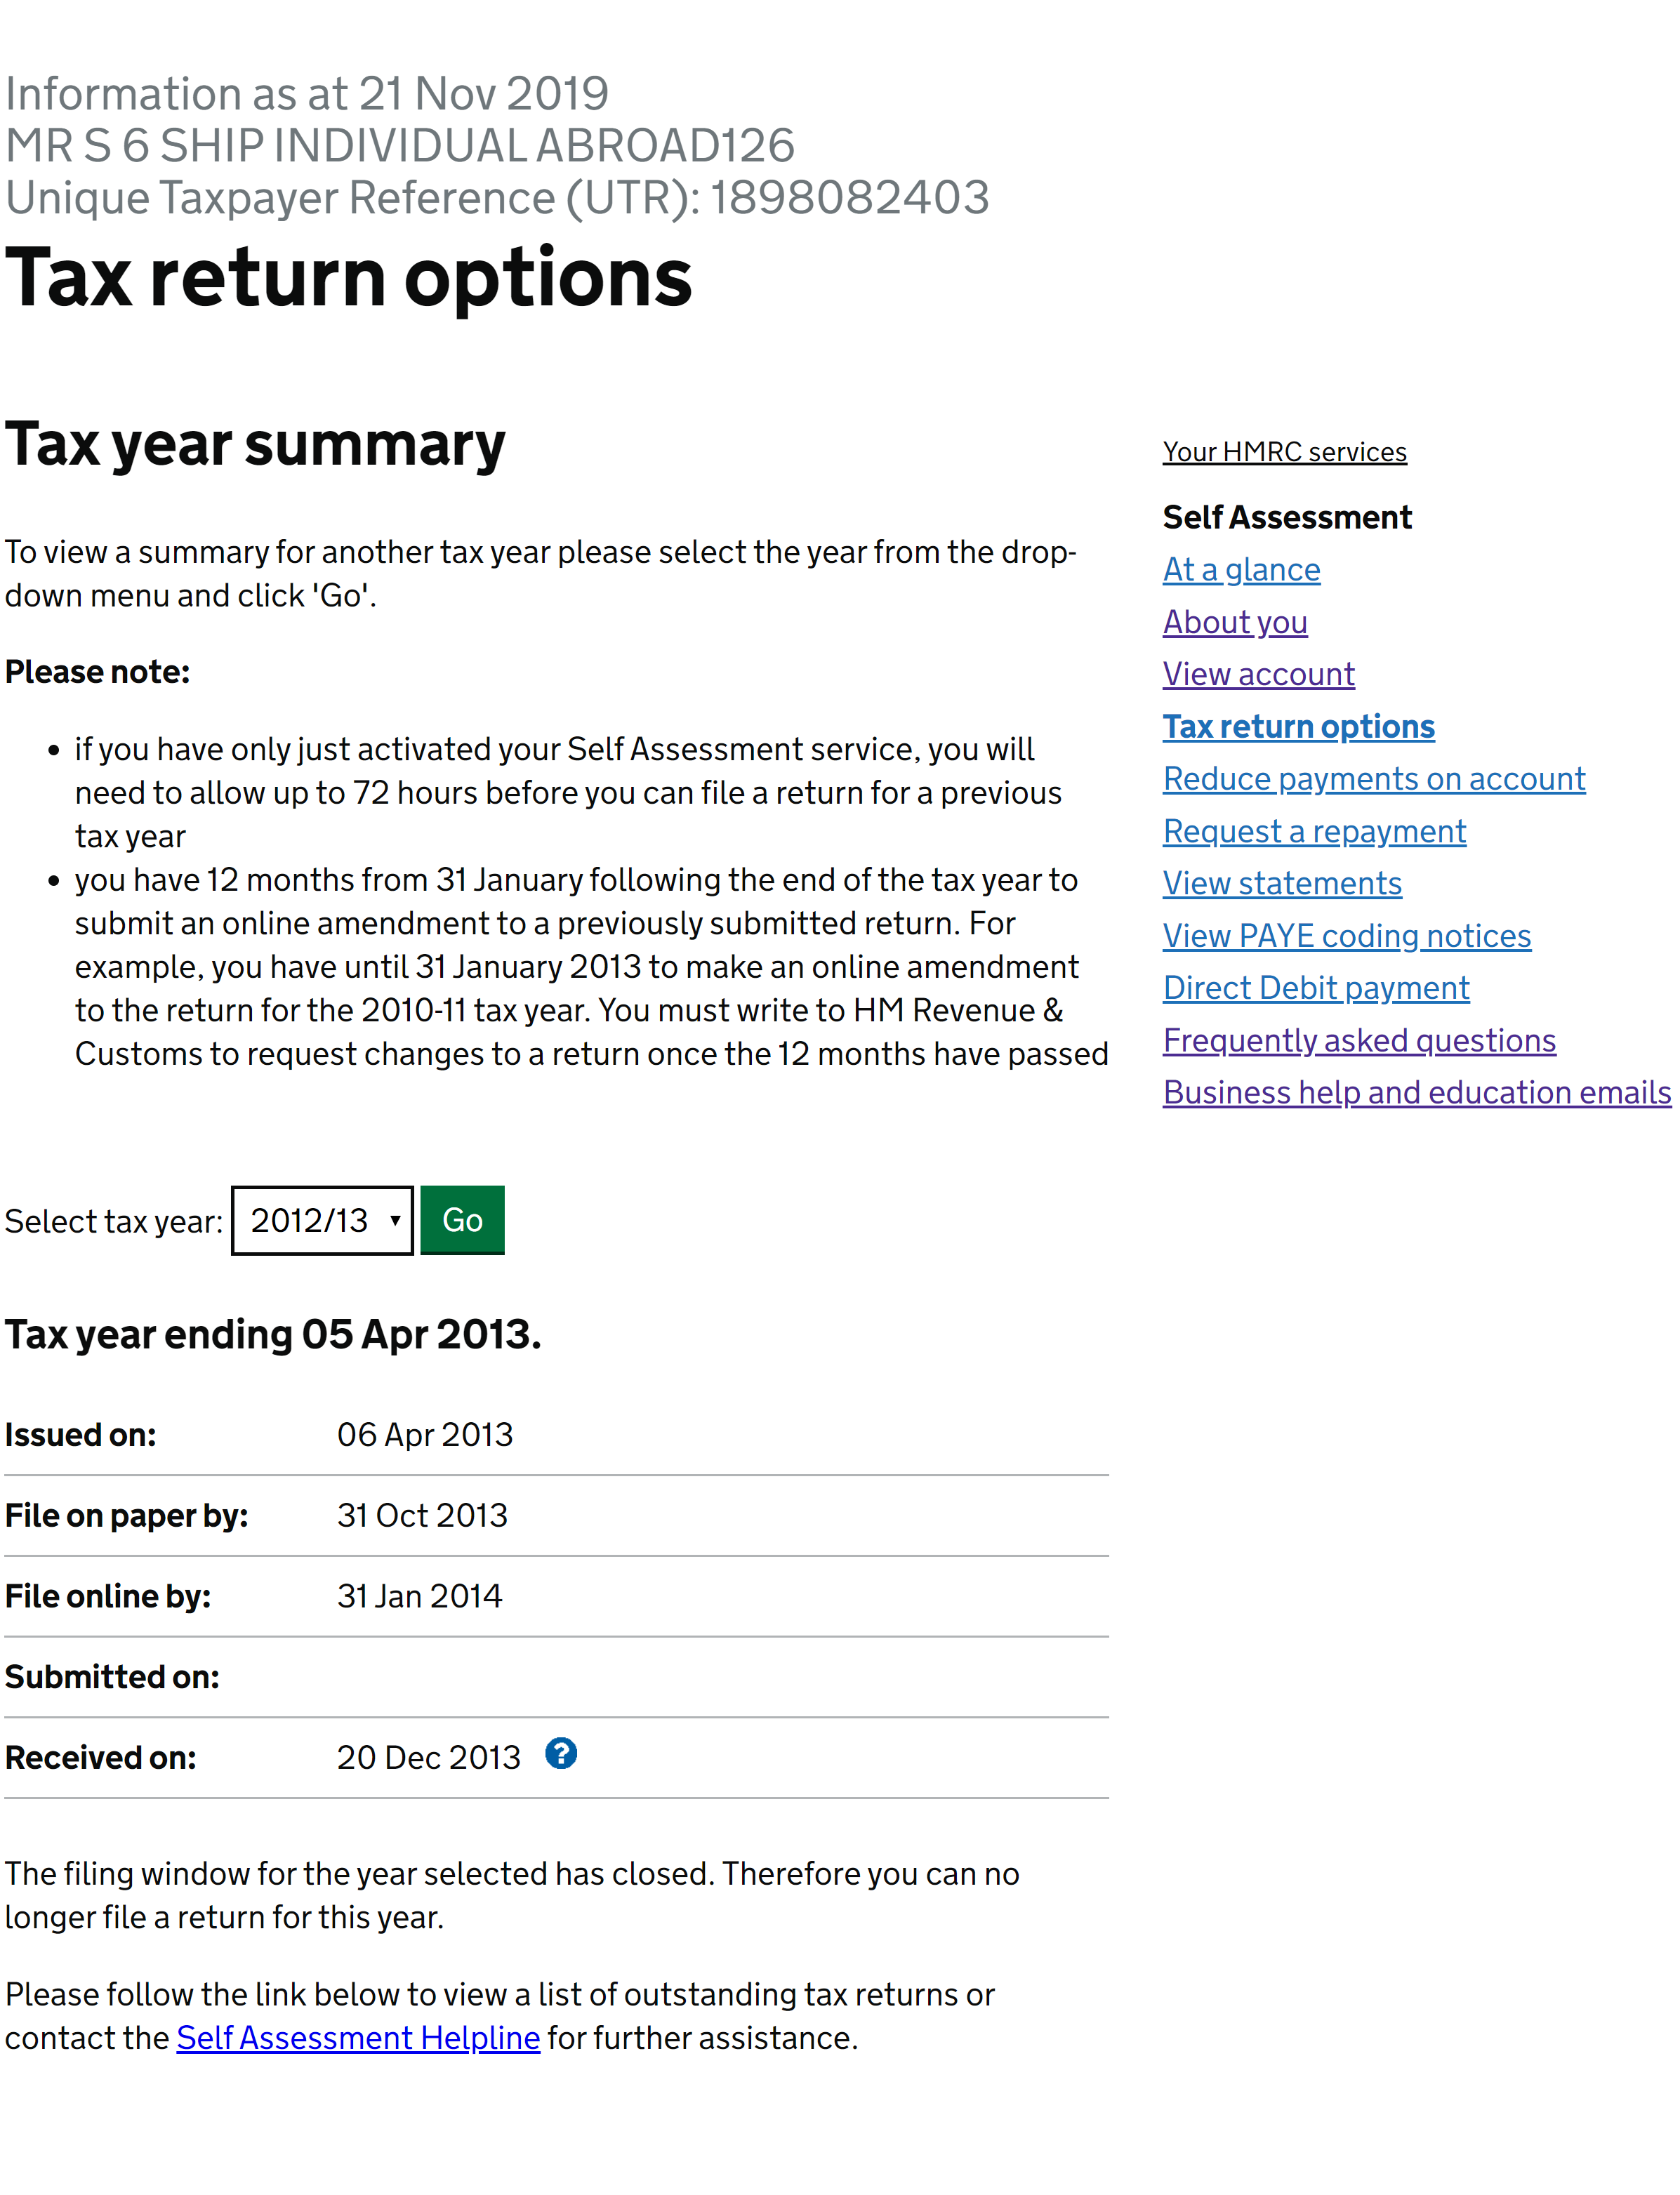 Information as at 21 Nov 2019
MR S 6 SHIP INDIVIDUAL ABROAD126
Unique Taxpayer Reference (UTR): 1898082403
Tax return options
Tax year summary
To view a summary for another tax year please select the year from the drop-
down menu and click 'Go'.
Please note:
• if you have only just activated your Self Assessment service, you will
need to allow up to 72 hours before you can file a return for a previous
tax year
• you have 12 months from 31 January following the end of the tax year to
submit an online amendment to a previously submitted return. For
example, you have until 31 January 2013 to make an online amendment
to the return for the 2010-11 tax year. You must write to HM Revenue &
Customs to request changes to a return once the 12 months have passed
Select tax year: 2012/13 Go
Tax year ending 05 Apr 2013.
Issued on: 06 Apr 2013
File on paper by: 31 Oct 2013
File online by: 31 Jan 2014
Submitted on:
Received on: 20 Dec 2013 ?
The filing window for the year selected has closed. Therefore you can no
longer file a return for this year.
Please follow the link below to view a list of outstanding tax returns or
contact the Self Assessment Helpline for further assistance.
Your HMRC services
Self Assessment
At a glance
About you
View account
Tax return options
Reduce payments on account
Request a repayment
View statements
View PAYE coding notices
Direct Debit payment
Frequently asked questions
Business help and education emails